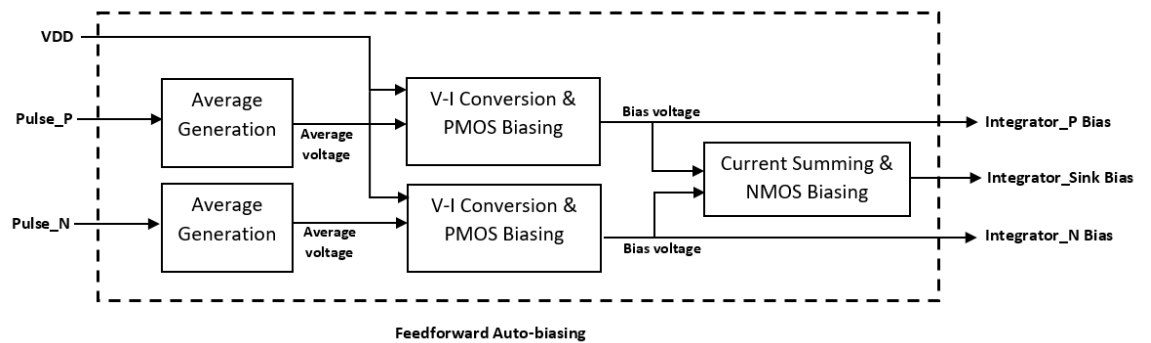 VDD
Pulse_P
Average
Generation
Average
voltage
V-I Conversion &
PMOS Biasing
Bias voltage
Integrator_P Bias
Current Summing &
NMOS Biasing
Integrator_Sink Bias
Pulse_N
Average
Generation
Average
voltage
V-I Conversion &
PMOS Biasing
Bias voltage
Integrator_N Bias
Feedforward Auto-biasing